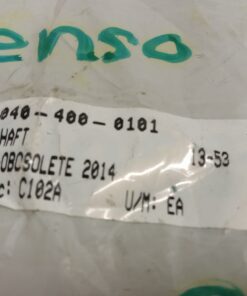 enso
040-400-0101
HAFT
OBOSOLETE 2014 13-53
c: C102A U/M: EA